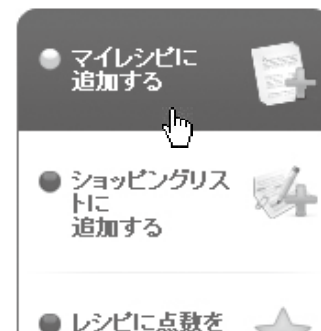 マイレシピに
追加する
ショッピングリス
トに
追加する
レシピに点数を